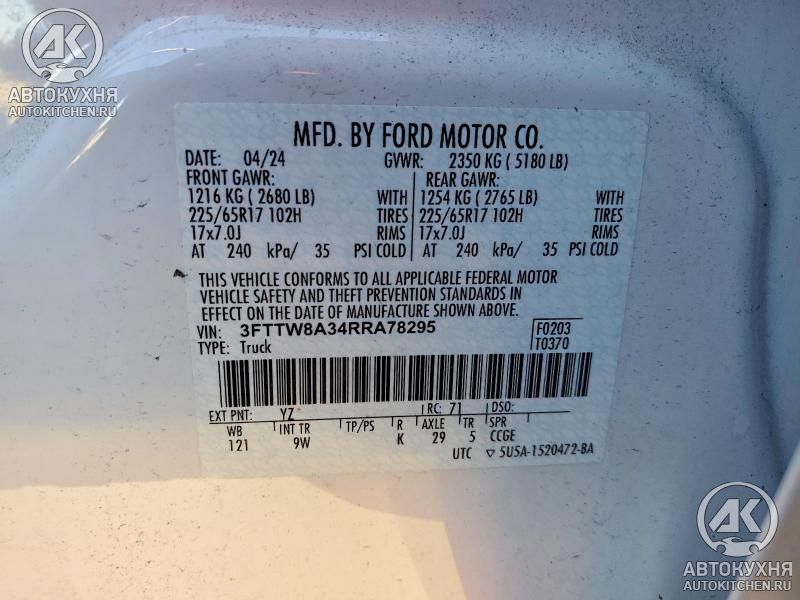 AK
АВТОКУХНЯ
AUTOKITCHEN.RU
MFD. BY FORD MOTOR CO.
DATE: 04/24 GVWR: 2350 KG ( 5180 LB)
FRONT GAWR: REAR GAWR:
1216 KG ( 2680 LB) WITH 1254 KG ( 2765 LB) WITH
225/65R17 102H TIRES 225/65R17 102H TIRES
17x7.0J RIMS 17x7.0J RIMS
AT 240 kPa/ 35 PSI COLD AT 240 kPa/ 35 PSI COLD
THIS VEHICLE CONFORMS TO ALL APPLICABLE FEDERAL MOTOR
VEHICLE SAFETY AND THEFT PREVENTION STANDARDS IN
EFFECT ON THE DATE OF MANUFACTURE SHOWN ABOVE.
VIN: 3FTTW8A34RRA78295 F0203
TYPE: Truck T0370
EXT PNT: YZ RC: 71 DSO:
WB INT TR TP/PS R AXLE TR SPR
121 9W K 29 5 CCGE
UTC ▽ 5U5A-1520472-BA
AK
АВТОКУХНЯ
AUTOKITCHEN.RU